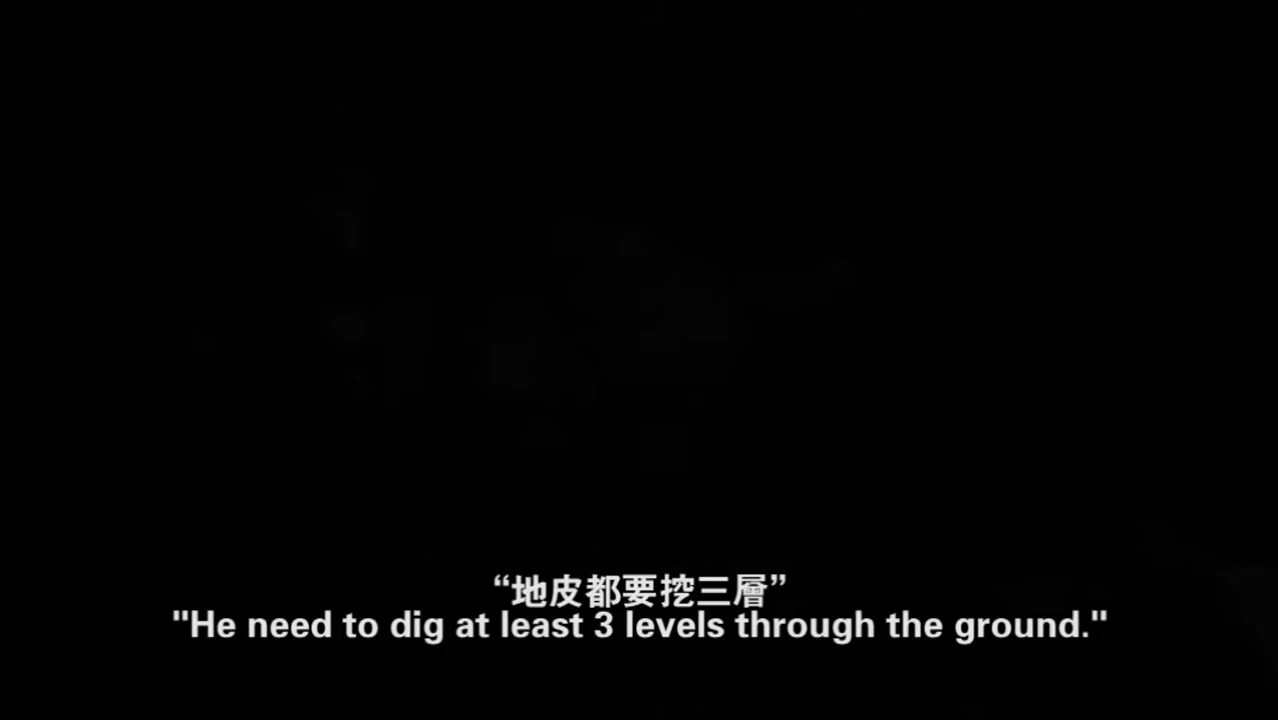 “地皮都要挖三層”
"He need to dig at least 3 levels through the ground."